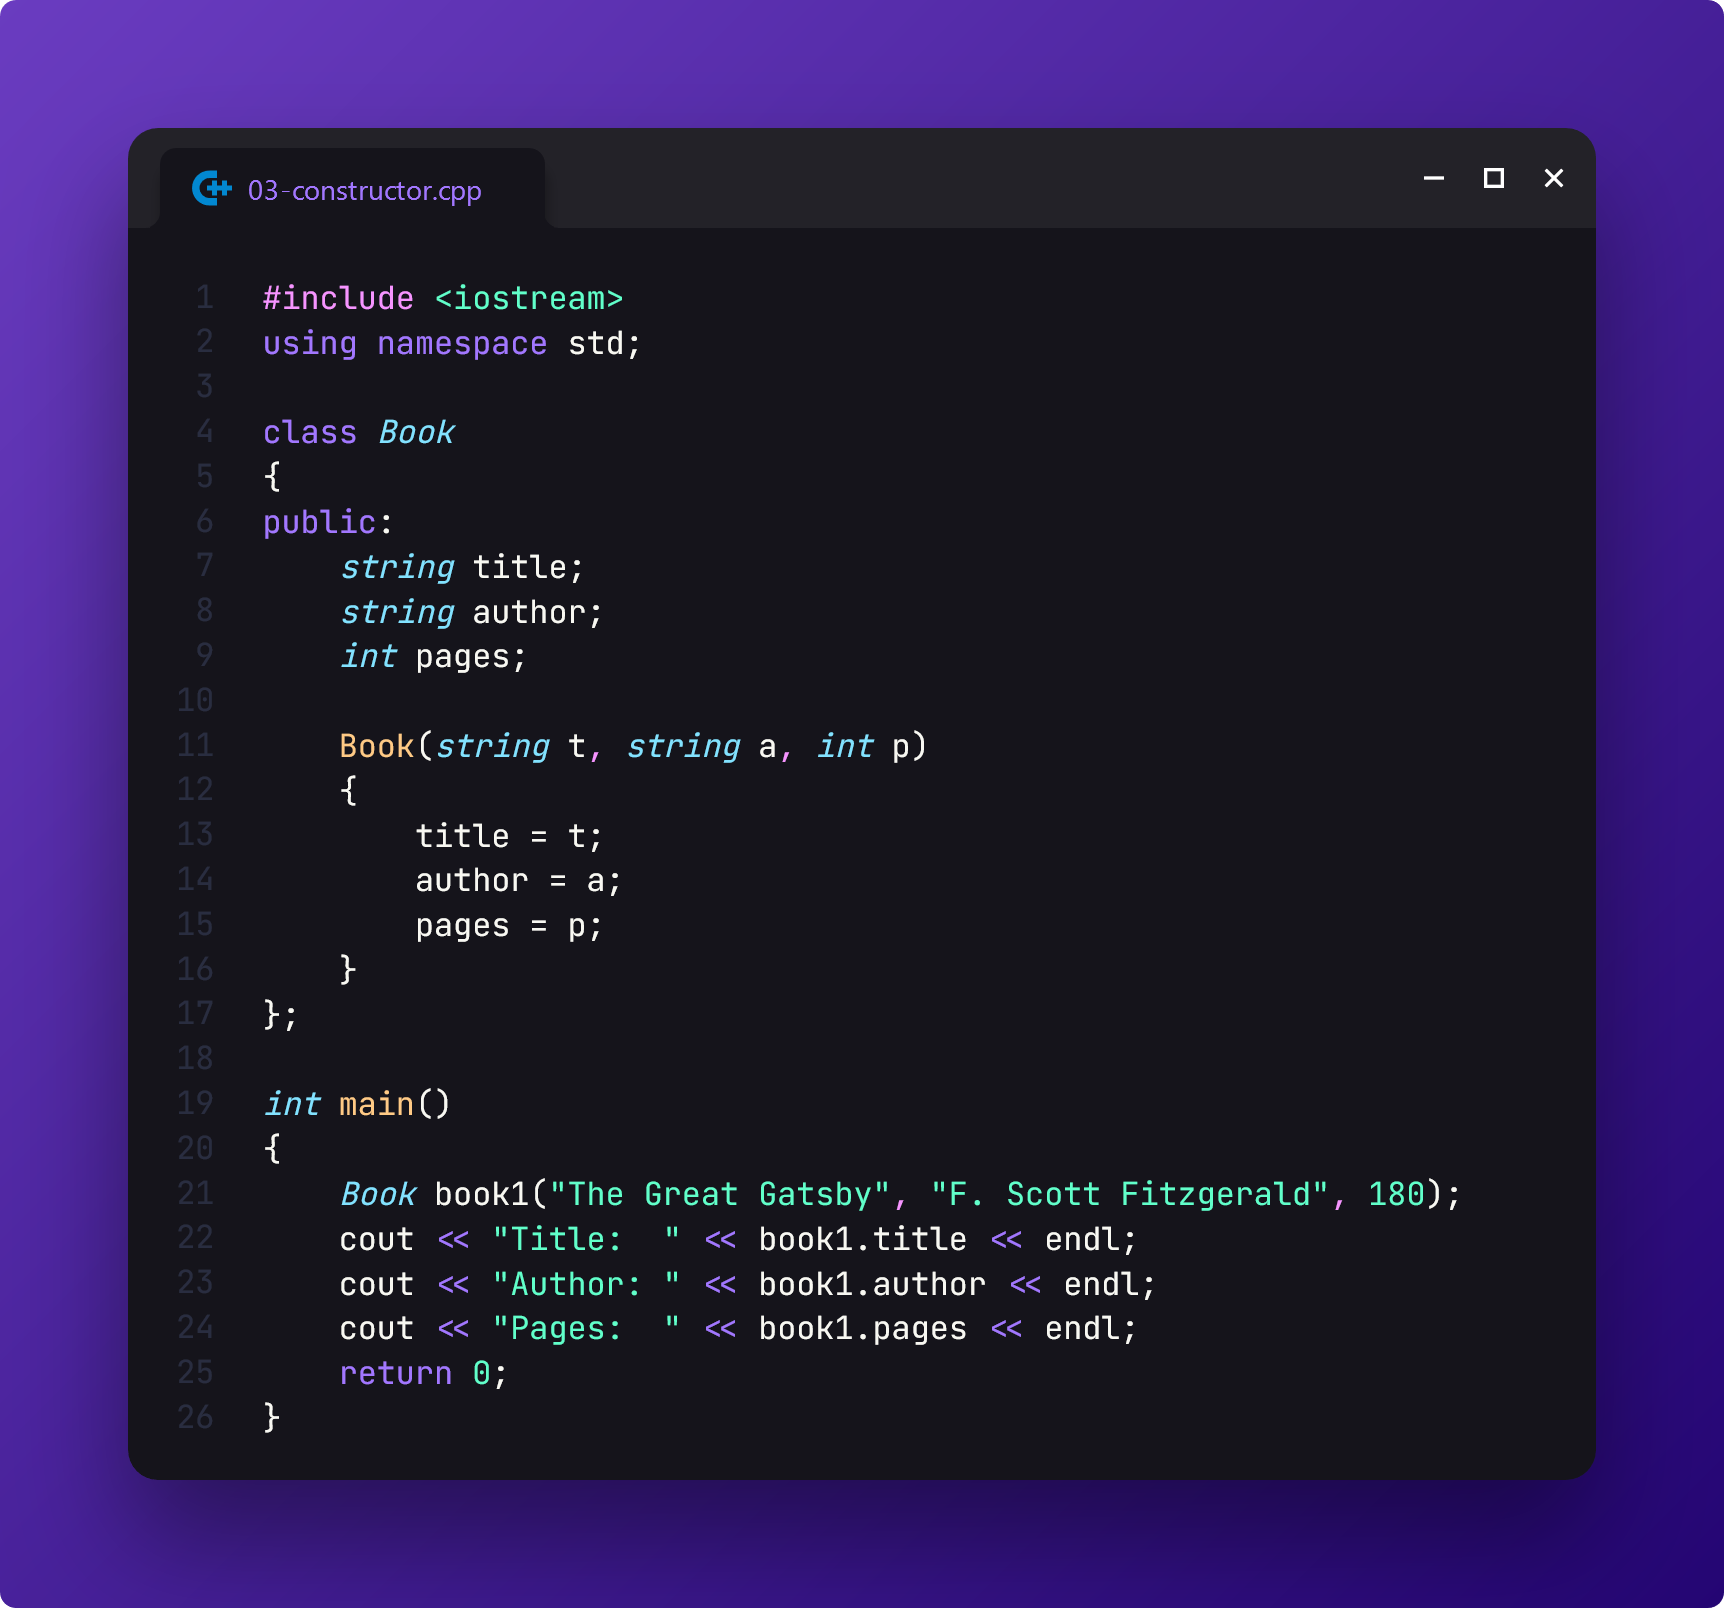 03-constructor.cpp
1 #include <iostream>
2 using namespace std;
3
4 class Book
5 {
6 public:
7     string title;
8     string author;
9     int pages;
10
11     Book(string t, string a, int p)
12     {
13         title = t;
14         author = a;
15         pages = p;
16     }
17 };
18
19 int main()
20 {
21     Book book1("The Great Gatsby", "F. Scott Fitzgerald", 180);
22     cout << "Title:  " << book1.title << endl;
23     cout << "Author: " << book1.author << endl;
24     cout << "Pages:  " << book1.pages << endl;
25     return 0;
26 }